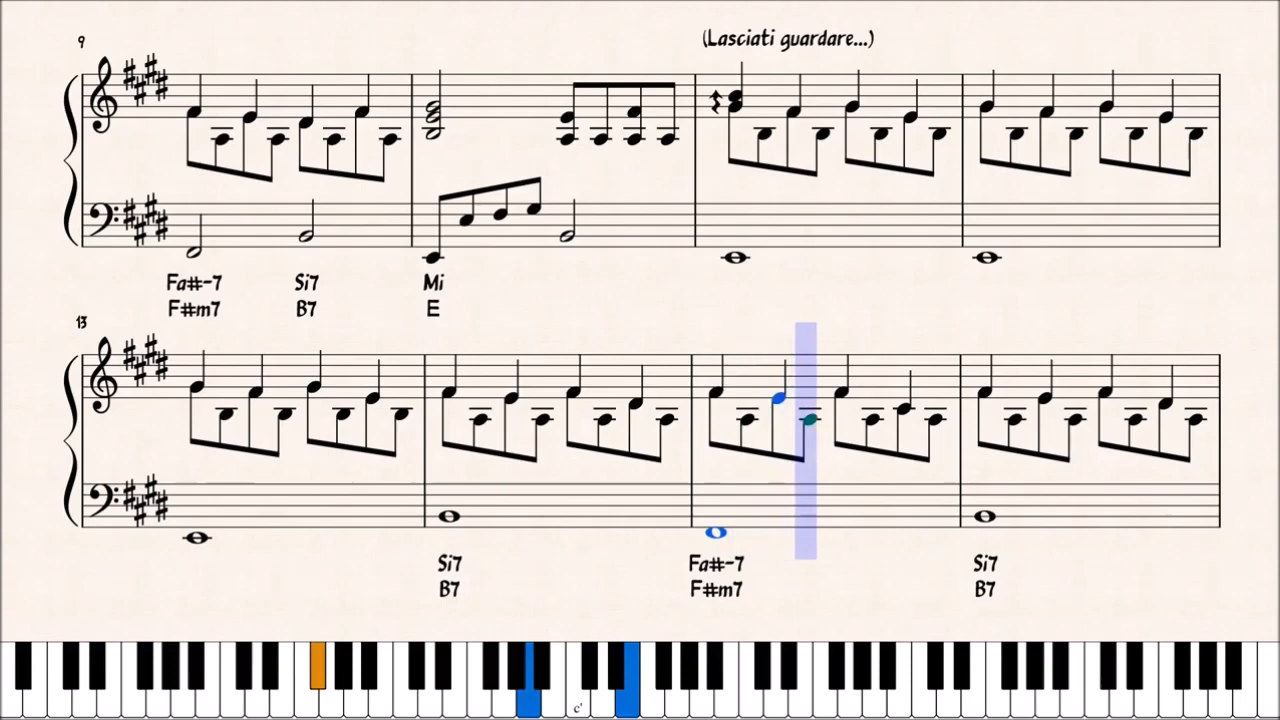 9
(Lasciati guardare...)
Fa#-7 Si7 Mi
F#m7 B7 E
13
Si7 Fa#-7 Si7
B7 F#m7 B7
c'